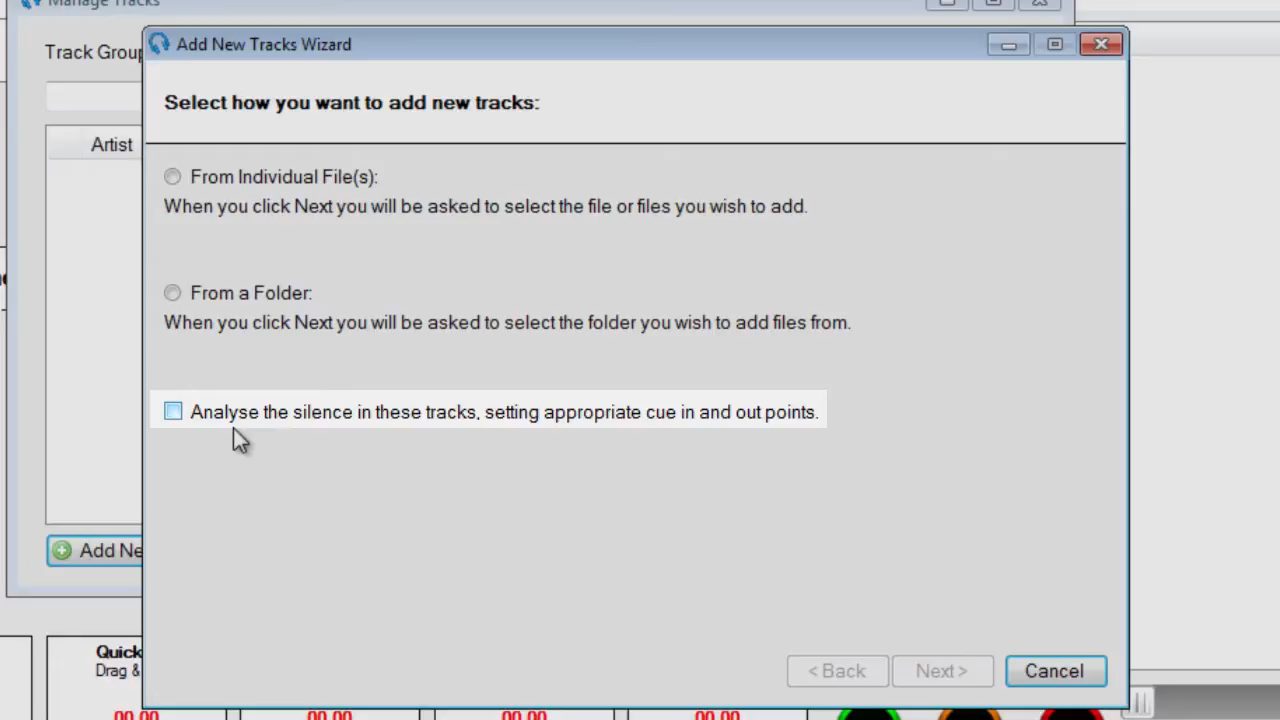 Manage Tracks
Add New Tracks Wizard
Track Group
Select how you want to add new tracks:
Artist
From Individual File(s):
When you click Next you will be asked to select the file or files you wish to add.
From a Folder:
When you click Next you will be asked to select the folder you wish to add files from.
Analyse the silence in these tracks, setting appropriate cue in and out points.
Add Ne
Quick
Drag &
< Back
Next >
Cancel
00.00
00.00
00.00
00.00